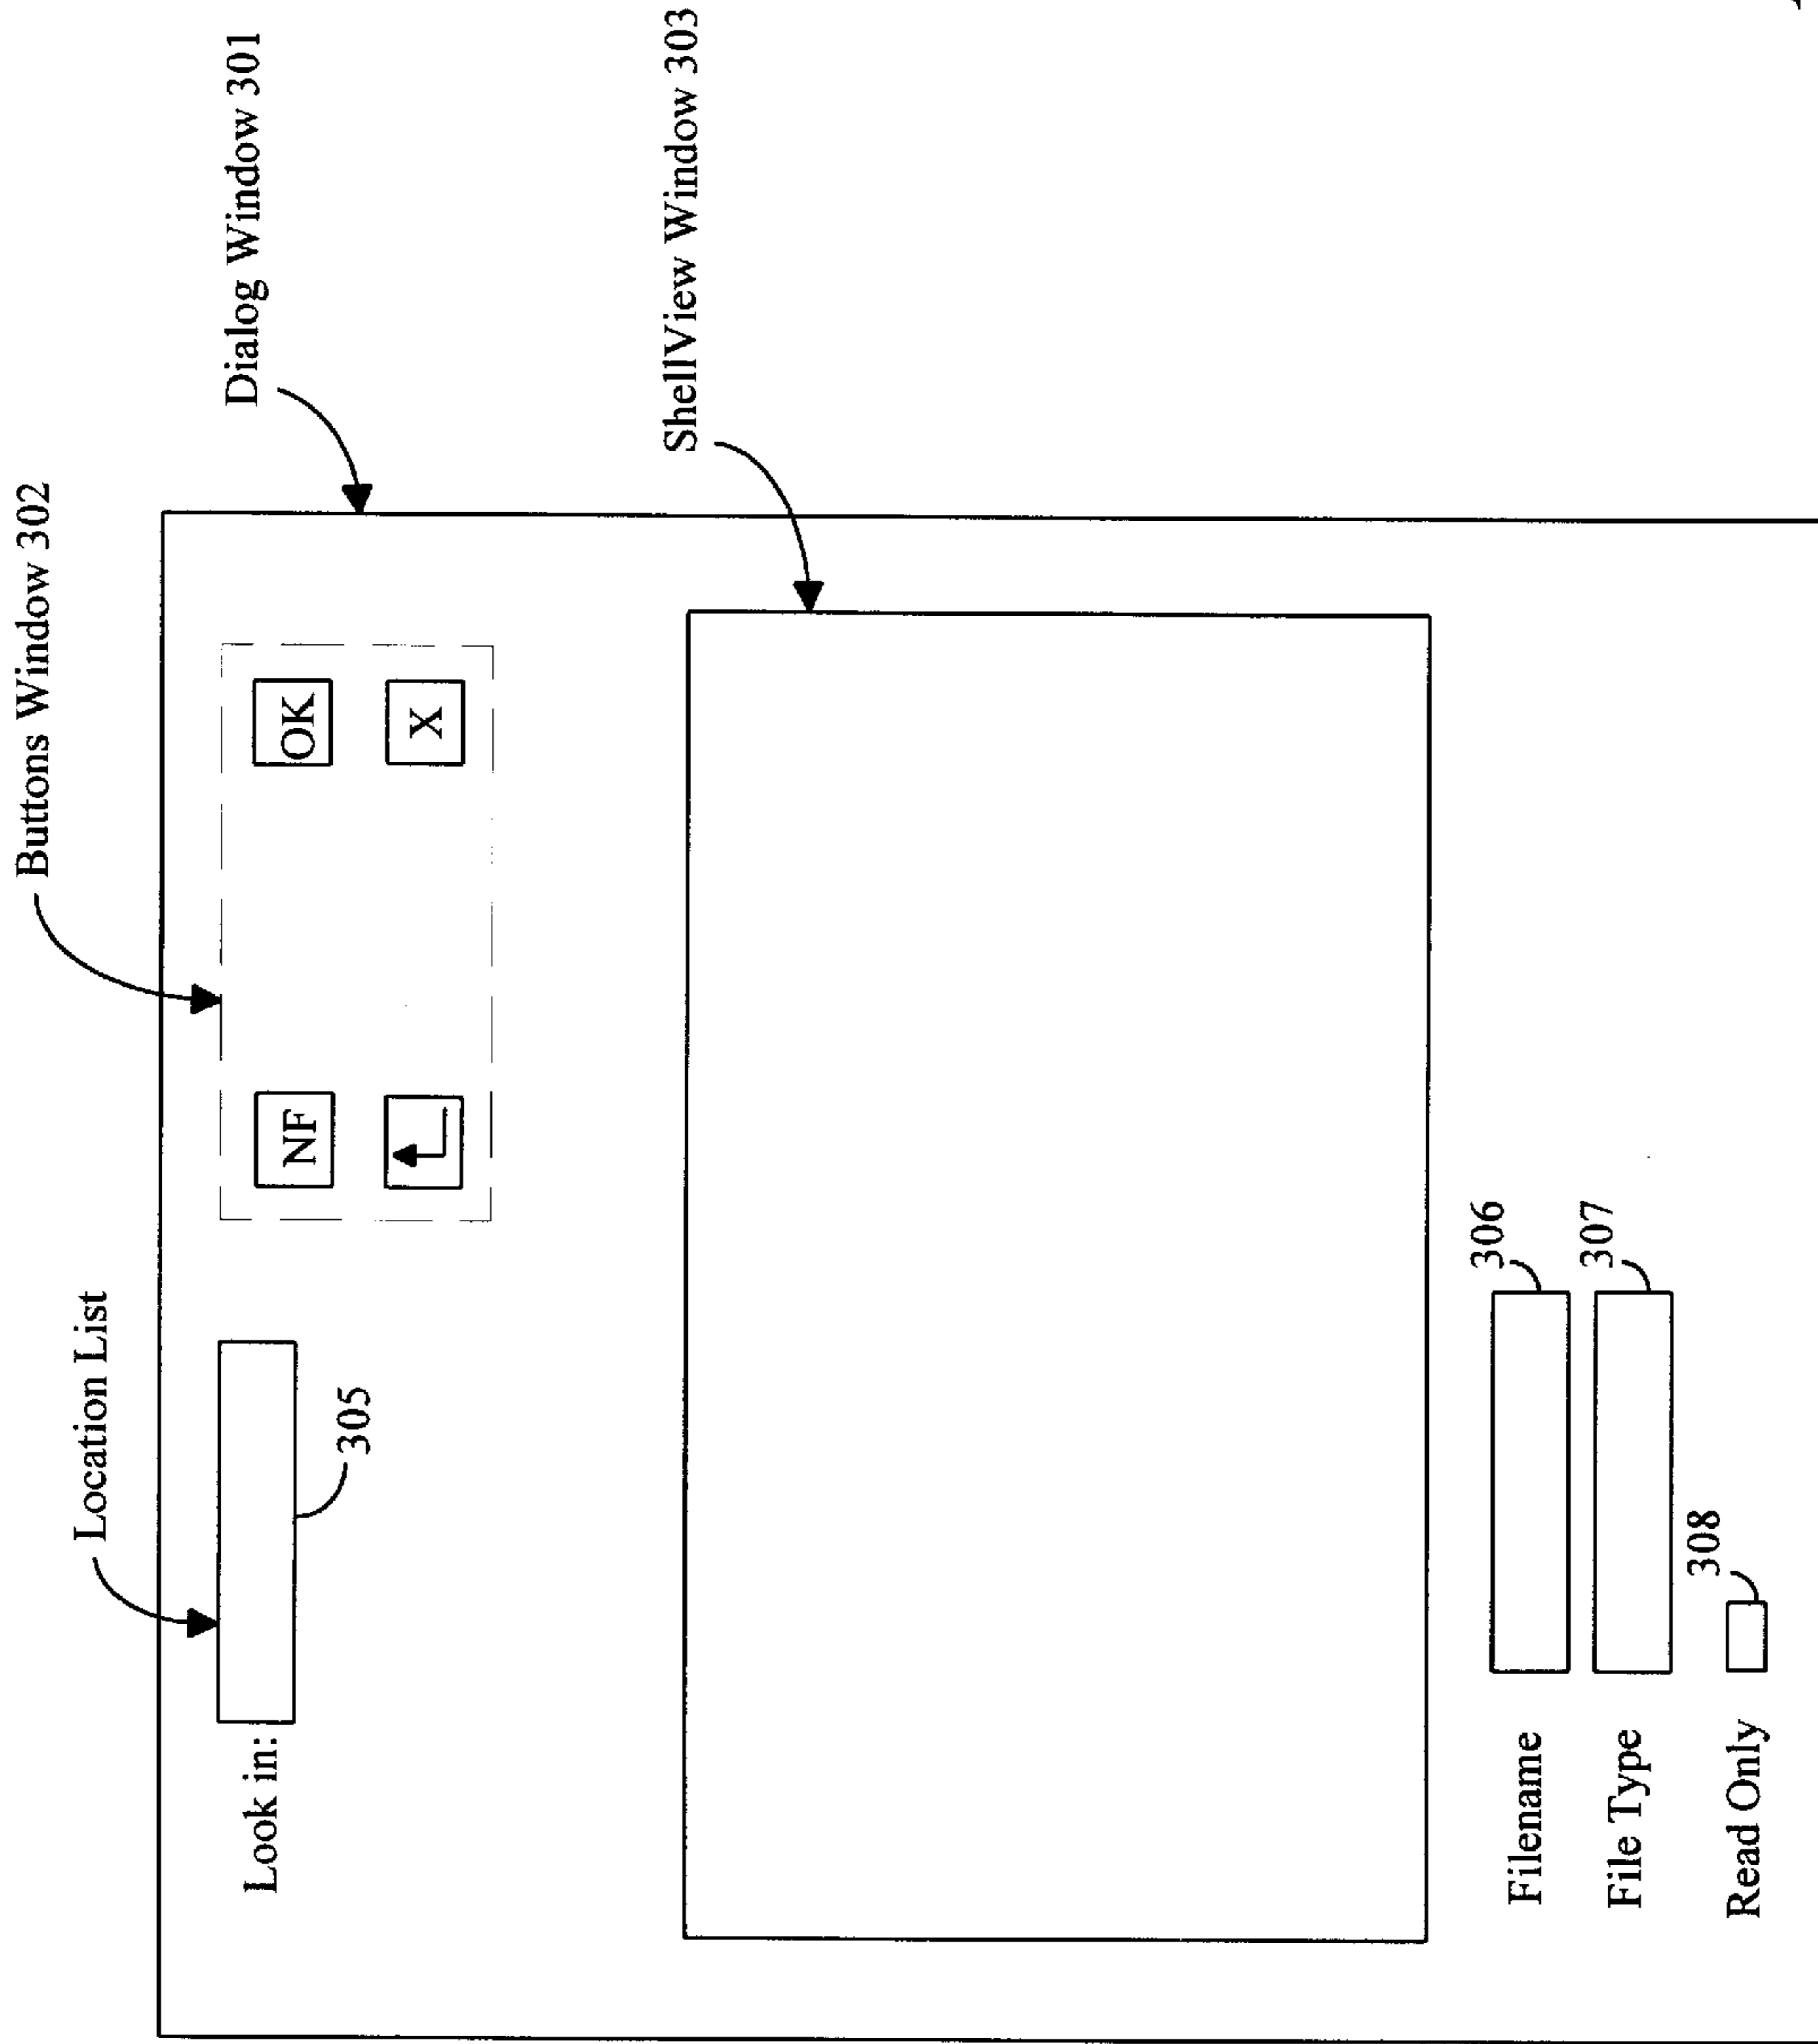 Buttons Window 302
Location List
Dialog Window 301
Look in:
305
NF
OK
X
ShellView Window 303
Filename
306
File Type
307
Read Only
308